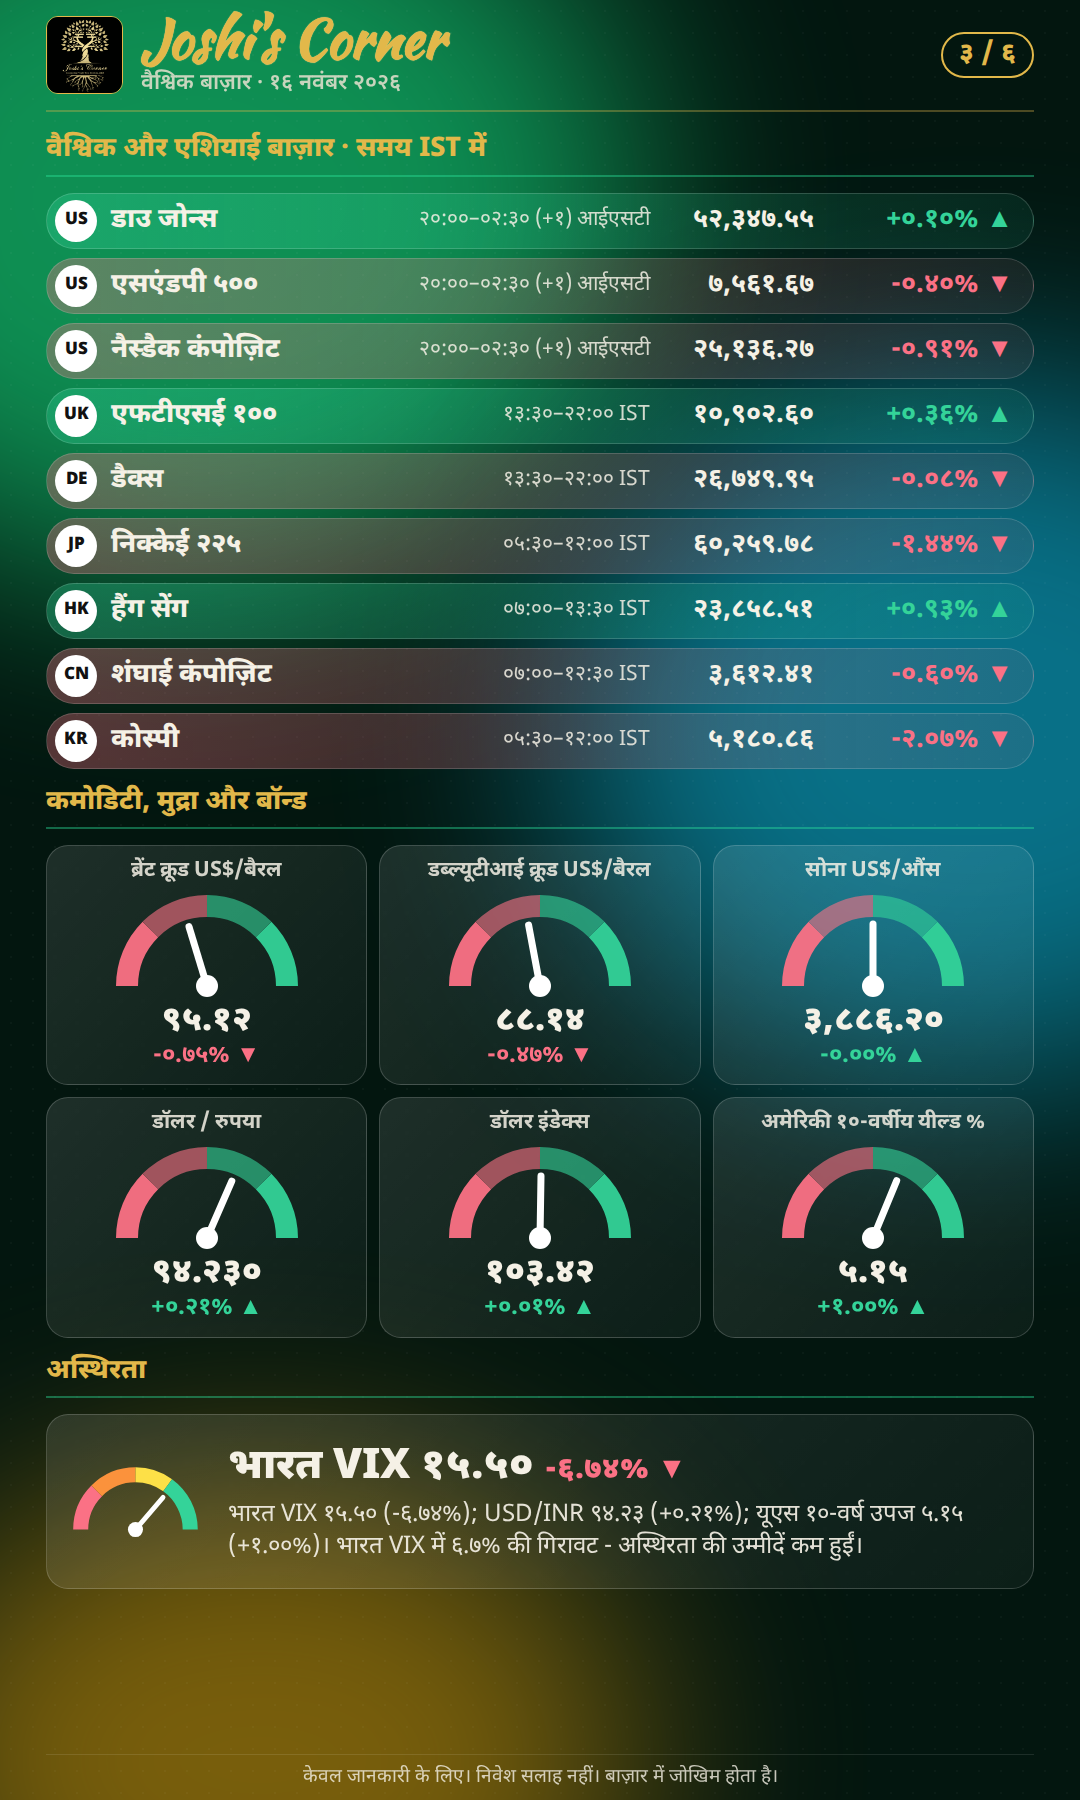 Joshi's Corner
Joshi's Corner
वैश्विक बाज़ार · १६ नवंबर २०२६
३ / ६
वैश्विक और एशियाई बाज़ार · समय IST में
US डाउ जोन्स २०:००–०२:३० (+१) आईएसटी ५२,३४७.५५ +०.१०% ▲
US एसएंडपी ५०० २०:००–०२:३० (+१) आईएसटी ७,५६१.६७ -०.४०% ▼
US नैस्डैक कंपोज़िट २०:००–०२:३० (+१) आईएसटी २५,१३६.२७ -०.९१% ▼
UK एफटीएसई १०० १३:३०–२२:०० IST १०,९०२.६० +०.३६% ▲
DE डैक्स १३:३०–२२:०० IST २६,७४९.९५ -०.०८% ▼
JP निक्केई २२५ ०५:३०–१२:०० IST ६०,२५९.७८ -१.४४% ▼
HK हैंग सेंग ०७:००–१३:३० IST २३,८५८.५१ +०.९३% ▲
CN शंघाई कंपोज़िट ०७:००–१२:३० IST ३,६१२.४१ -०.६०% ▼
KR कोस्पी ०५:३०–१२:०० IST ५,१८०.८६ -२.०७% ▼
कमोडिटी, मुद्रा और बॉन्ड
ब्रेंट क्रूड US$/बैरल
९५.१२
-०.७५% ▼
डब्ल्यूटीआई क्रूड US$/बैरल
८८.१४
-०.४७% ▼
सोना US$/औंस
३,८८६.२०
-०.००% ▲
डॉलर / रुपया
९४.२३०
+०.२१% ▲
डॉलर इंडेक्स
१०३.४२
+०.०१% ▲
अमेरिकी १०-वर्षीय यील्ड %
५.१५
+१.००% ▲
अस्थिरता
भारत VIX १५.५० -६.७४% ▼
भारत VIX १५.५० (-६.७४%); USD/INR ९४.२३ (+०.२१%); यूएस १०-वर्ष उपज ५.१५
(+१.००%)। भारत VIX में ६.७% की गिरावट - अस्थिरता की उम्मीदें कम हुईं।
केवल जानकारी के लिए। निवेश सलाह नहीं। बाज़ार में जोखिम होता है।